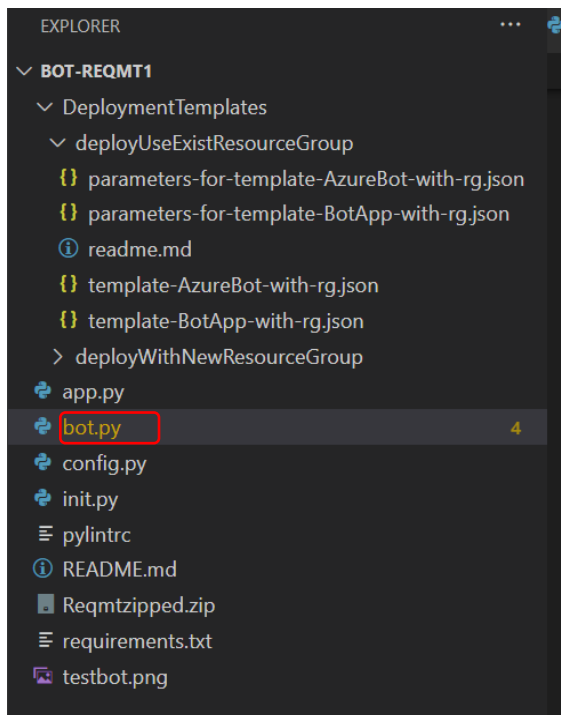 EXPLORER ...
BOT-REQMT1
DeploymentTemplates
deployUseExistResourceGroup
{} parameters-for-template-AzureBot-with-rg.json
{} parameters-for-template-BotApp-with-rg.json
readme.md
{} template-AzureBot-with-rg.json
{} template-BotApp-with-rg.json
deployWithNewResourceGroup
app.py
bot.py 4
config.py
init.py
pylintrc
README.md
Reqmtzipped.zip
requirements.txt
testbot.png